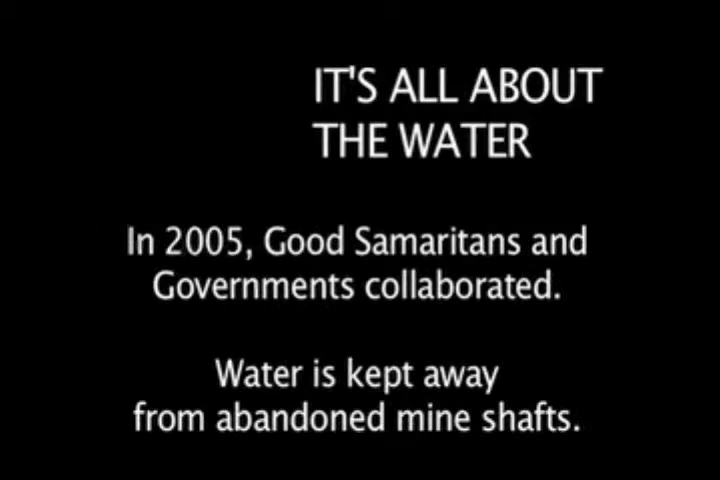 IT'S ALL ABOUT
THE WATER
In 2005, Good Samaritans and
Governments collaborated.
Water is kept away
from abandoned mine shafts.